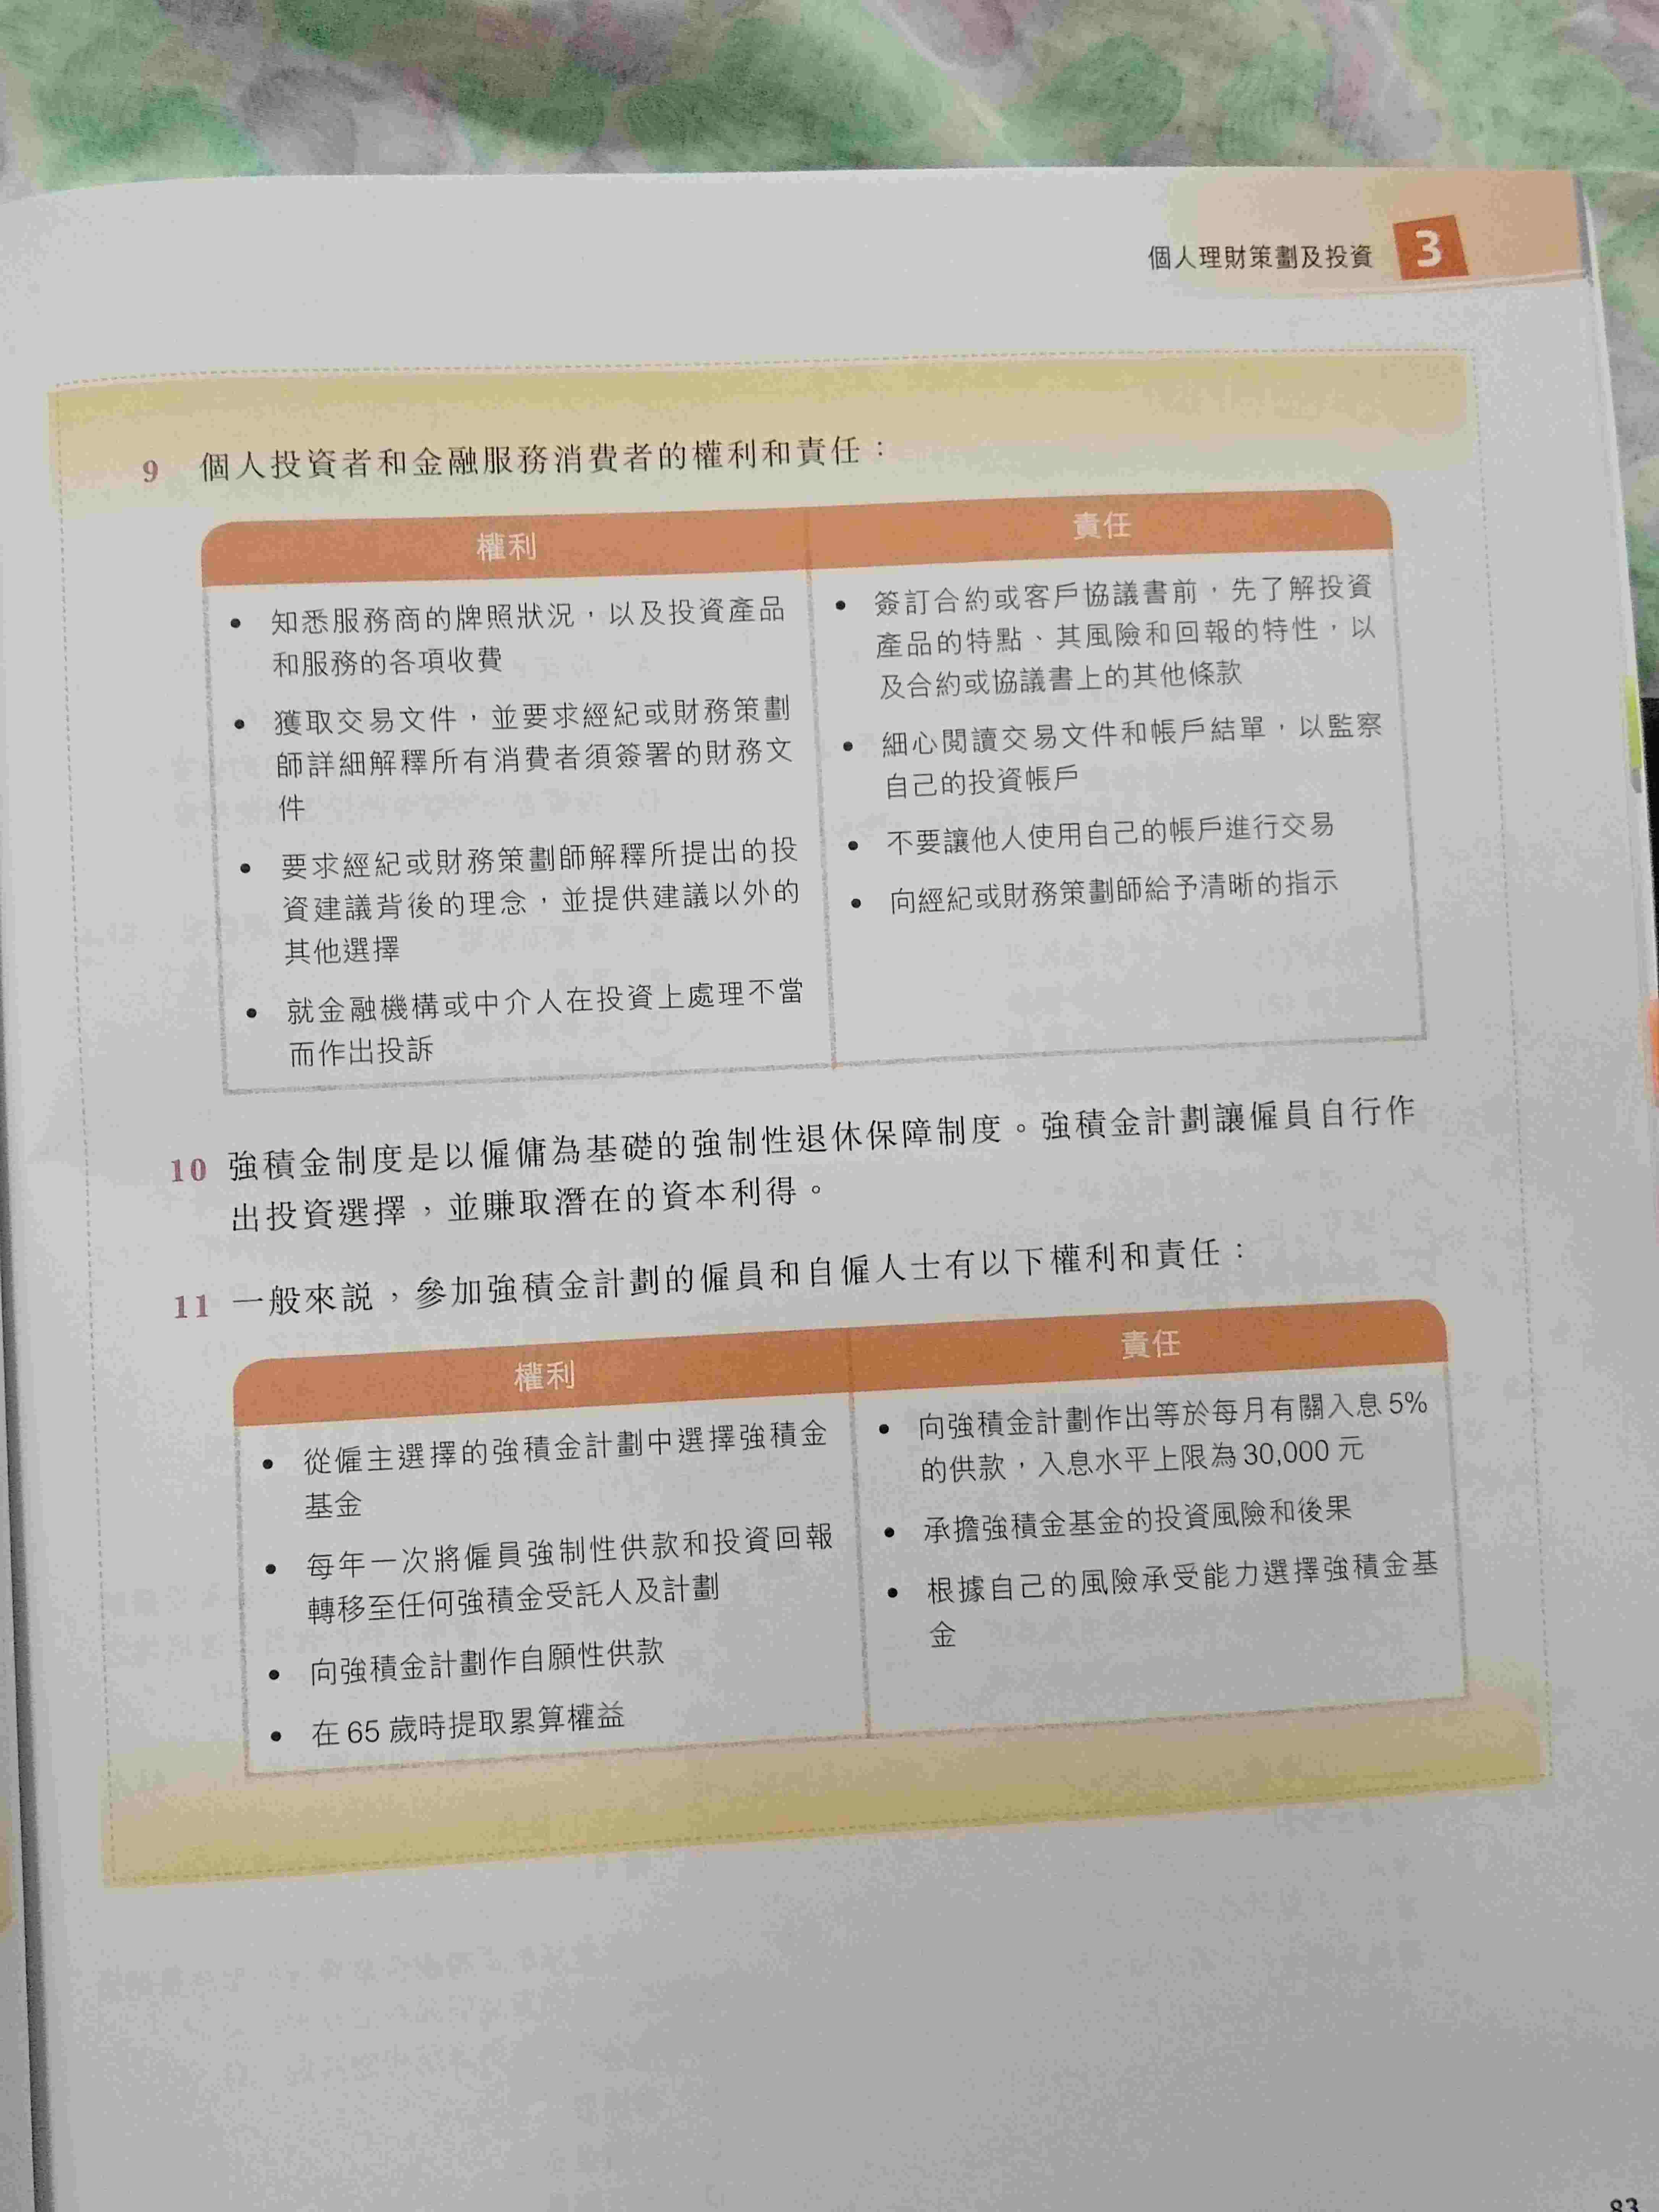 個人理財策劃及投資 3
9 個人投資者和金融服務消費者的權利和責任：
權利
• 知悉服務商的牌照狀況，以及投資產品
和服務的各項收費
• 獲取交易文件，並要求經紀或財務策劃
師詳細解釋所有消費者須簽署的財務文
件
• 要求經紀或財務策劃師解釋所提出的投
資建議背後的理念，並提供建議以外的
其他選擇
• 就金融機構或中介人在投資上處理不當
而作出投訴
責任
• 簽訂合約或客戶協議書前，先了解投資
產品的特點、其風險和回報的特性，以
及合約或協議書上的其他條款
• 細心閱讀交易文件和帳戶結單，以監察
自己的投資帳戶
• 不要讓他人使用自己的帳戶進行交易
• 向經紀或財務策劃師給予清晰的指示
10 強積金制度是以僱傭為基礎的強制性退休保障制度。強積金計劃讓僱員自行作
出投資選擇，並賺取潛在的資本利得。
11 一般來説，參加強積金計劃的僱員和自僱人士有以下權利和責任：
權利
• 從僱主選擇的強積金計劃中選擇強積金
基金
• 每年一次將僱員強制性供款和投資回報
轉移至任何強積金受託人及計劃
• 向強積金計劃作自願性供款
• 在 65 歲時提取累算權益
責任
• 向強積金計劃作出等於每月有關入息 5%
的供款，入息水平上限為 30,000 元
• 承擔強積金基金的投資風險和後果
• 根據自己的風險承受能力選擇強積金基
金
83